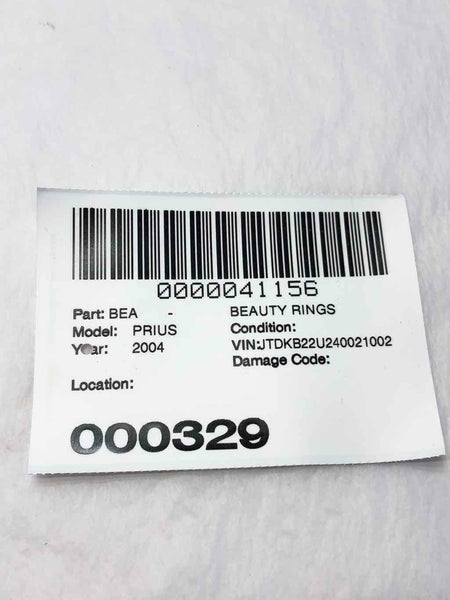 0000041156
Part: BEA - BEAUTY RINGS
Model: PRIUS Condition:
Year: 2004 VIN:JTDKB22U240021002
Damage Code:
Location:
000329